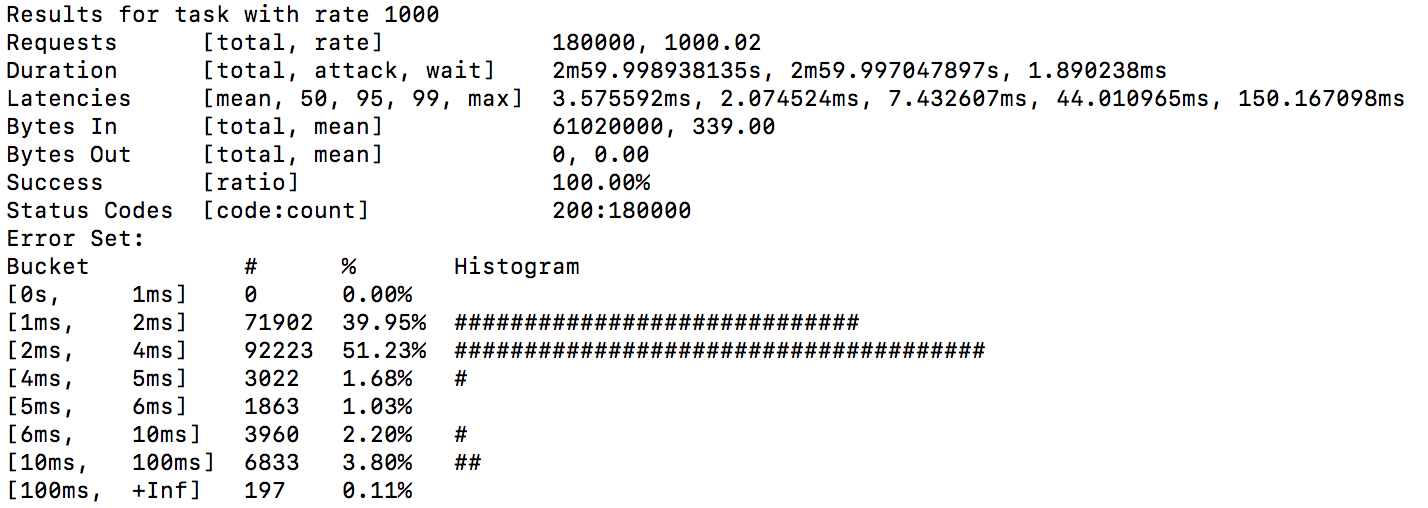 Results for task with rate 1000
Requests      [total, rate]            180000, 1000.02
Duration      [total, attack, wait]    2m59.998938135s, 2m59.997047897s, 1.890238ms
Latencies     [mean, 50, 95, 99, max]  3.575592ms, 2.074524ms, 7.432607ms, 44.010965ms, 150.167098ms
Bytes In      [total, mean]            61020000, 339.00
Bytes Out     [total, mean]            0, 0.00
Success       [ratio]                  100.00%
Status Codes  [code:count]             200:180000
Error Set:
Bucket           #      %       Histogram
[0s,     1ms]    0      0.00%
[1ms,    2ms]    71902  39.95%  #############################
[2ms,    4ms]    92223  51.23%  ######################################
[4ms,    5ms]    3022   1.68%   #
[5ms,    6ms]    1863   1.03%
[6ms,    10ms]   3960   2.20%   #
[10ms,   100ms]  6833   3.80%   ##
[100ms,  +Inf]   197    0.11%